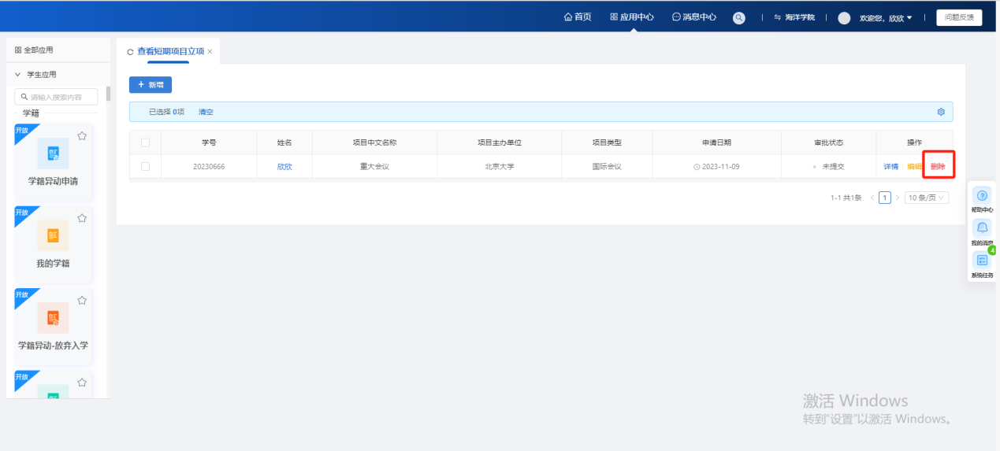 首页 应用中心 消息中心 海洋学院 欢迎您, 欣欣 问题反馈
全部应用
查看短期项目立项
学生应用
请输入搜索内容
学籍
开放
学籍异动申请
开放
我的学籍
开放
学籍异动-放弃入学
开放
+ 新增
已选择 0项 清空
学号 姓名 项目中文名称 项目主办单位 项目类型 申请日期 审批状态 操作
20230666 欣欣 重大会议 北京大学 国际会议 2023-11-09 未提交 详情 编辑 删除
1-1 共1条 < 1 > 10 条/页
帮助中心
我的消息
4
系统任务
激活 Windows
转到"设置"以激活 Windows。